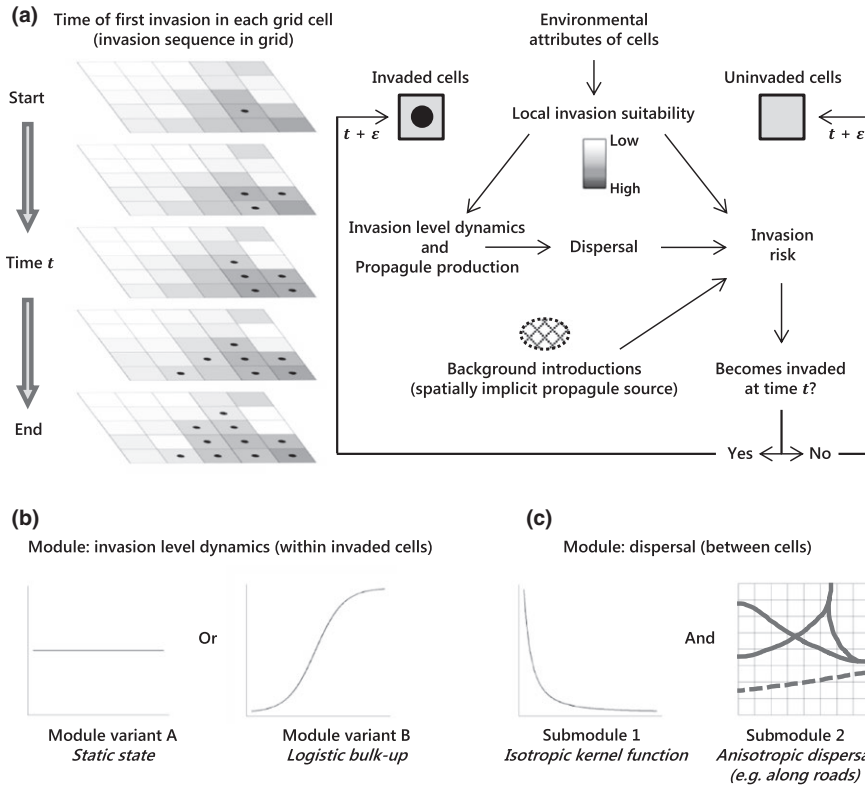 (a)
Time of first invasion in each grid cell
(invasion sequence in grid)
Start
Time t
End
Environmental
attributes of cells
Invaded cells
Uninvaded cells
t + ε
Local invasion suitability
t + ε
Low
High
Invasion level dynamics
and
Propagule production
Dispersal
Invasion
risk
Background introductions
(spatially implicit propagule source)
Becomes invaded
at time t?
Yes
No
(b)
Module: invasion level dynamics (within invaded cells)
Or
Module variant A
Static state
Module variant B
Logistic bulk-up
(c)
Module: dispersal (between cells)
And
Submodule 1
Isotropic kernel function
Submodule 2
Anisotropic dispersa
(e.g. along roads)